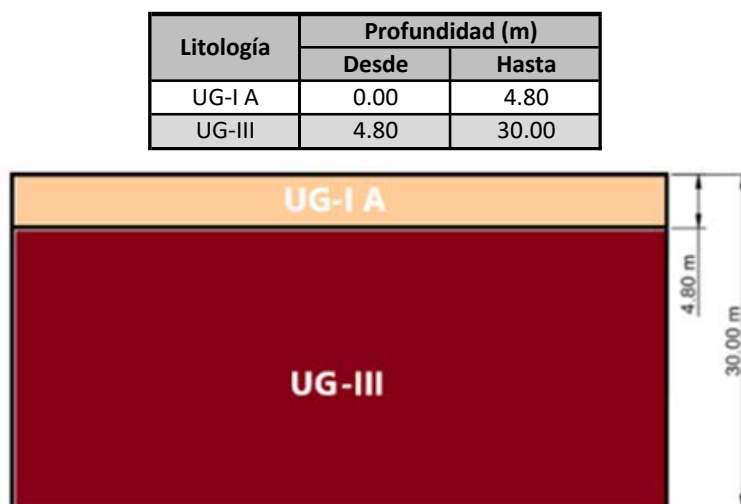 Litología Profundidad (m)
Desde Hasta
UG-I A 0.00 4.80
UG-III 4.80 30.00
UG-I A
4.80 m
30.00 m
UG-III